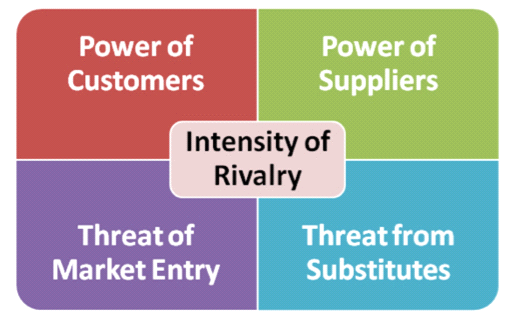 Power of
Customers
Power of
Suppliers
Intensity of
Rivalry
Threat of
Market Entry
Threat from
Substitutes